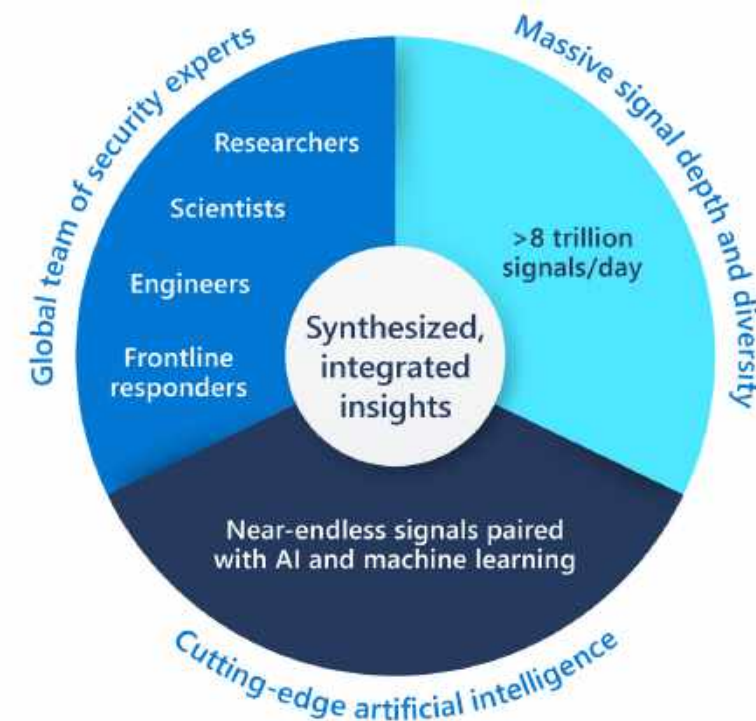 Global team of security experts
Massive signal depth and diversity
Researchers
Scientists
Engineers
Frontline
responders
>8 trillion
signals/day
Synthesized,
integrated
insights
Near-endless signals paired
with AI and machine learning
Cutting-edge artificial intelligence